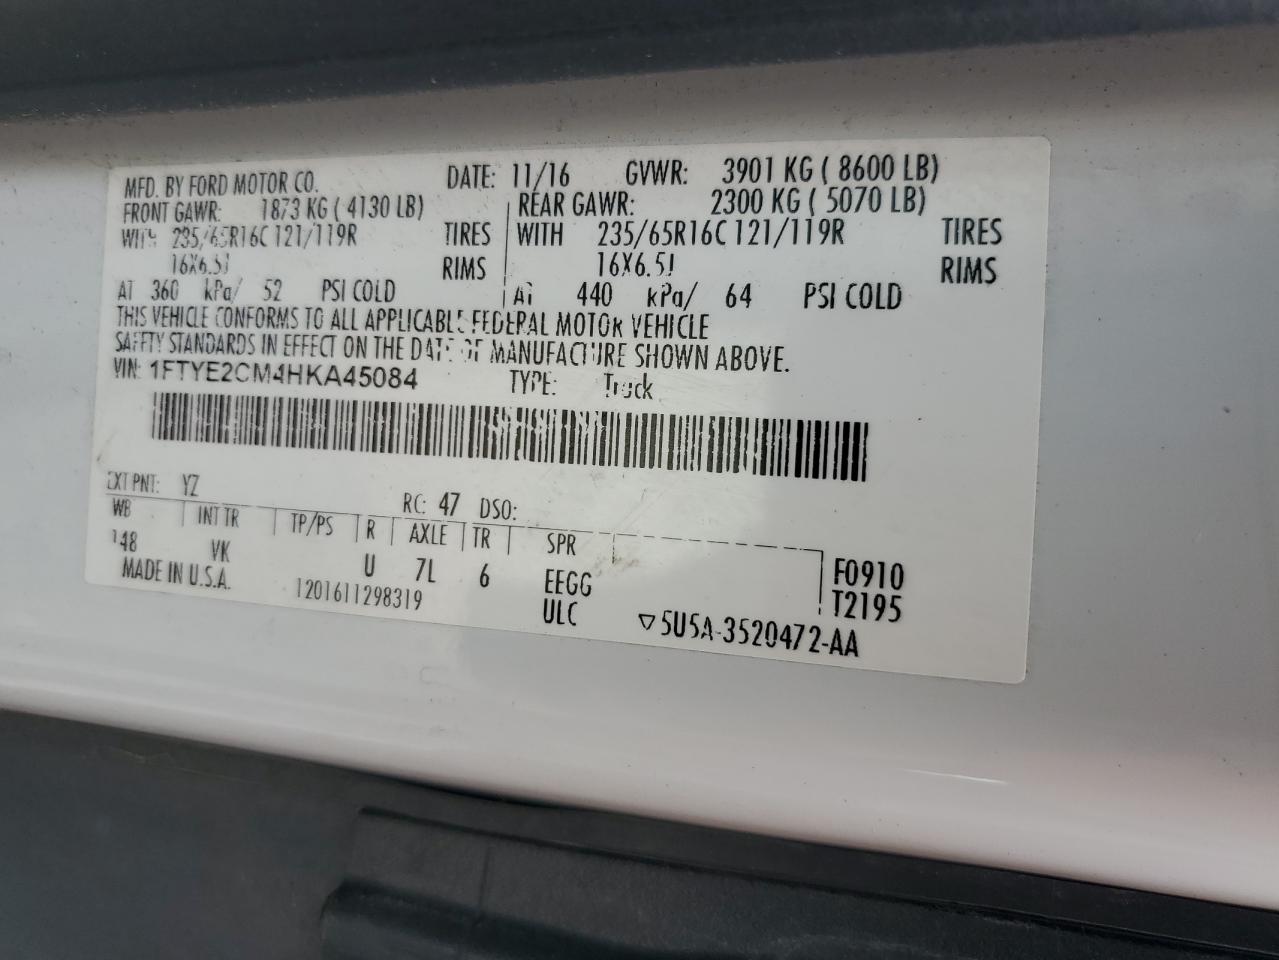 MFD. BY FORD MOTOR CO. DATE: 11/16 GVWR: 3901 KG ( 8600 LB)
FRONT GAWR: 1873 KG ( 4130 LB) REAR GAWR: 2300 KG ( 5070 LB)
WITH 235/65R16C 121/119R TIRES WITH 235/65R16C 121/119R TIRES
16X6.5J RIMS 16X6.5J RIMS
AT 360 kPa/ 52 PSI COLD AT 440 kPa/ 64 PSI COLD
THIS VEHICLE CONFORMS TO ALL APPLICABLE FEDERAL MOTOR VEHICLE
SAFETY STANDARDS IN EFFECT ON THE DATE OF MANUFACTURE SHOWN ABOVE.
VIN: 1FTYE2CM4HKA45084 TYPE: Truck
EXT PNT: YZ RC: 47 DSO:
WB INT TR TP/PS R AXLE TR SPR
148 VK U 7L 6 EEGG F0910
MADE IN U.S.A. 1201611298319 ULC T2195
▽5U5A-3520472-AA